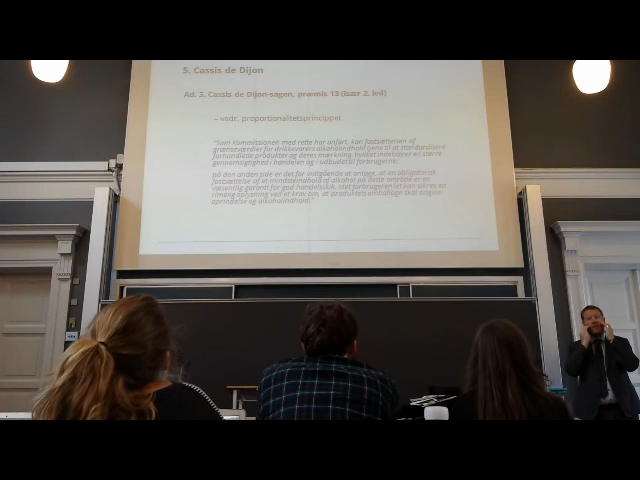 5. Cassis de Dijon
Ad. 3. Cassis de Dijon-sagen, præmis 13 (især 2. led)
– vedr. proportionalitetsprincippet
"Som Kommissionen med rette har anført, kan fastsættelsen af
grænseværdier for drikkevarers alkoholindhold tjene til at standardisere
forhandlede produkter og deres mærkning, hvilket indebærer en større
gennemsigtighed i handelen og i udbudet til forbrugerne;
på den anden side er det for vidtgående at antage, at en obligatorisk
fastsættelse af et mindsteindhold af alkohol på dette område er en
væsentlig garanti for god handelsskik, idet forbrugeren let kan sikres en
rimelig oplysning ved et krav om, at produktets emballage skal angive
oprindelse og alkoholindhold."